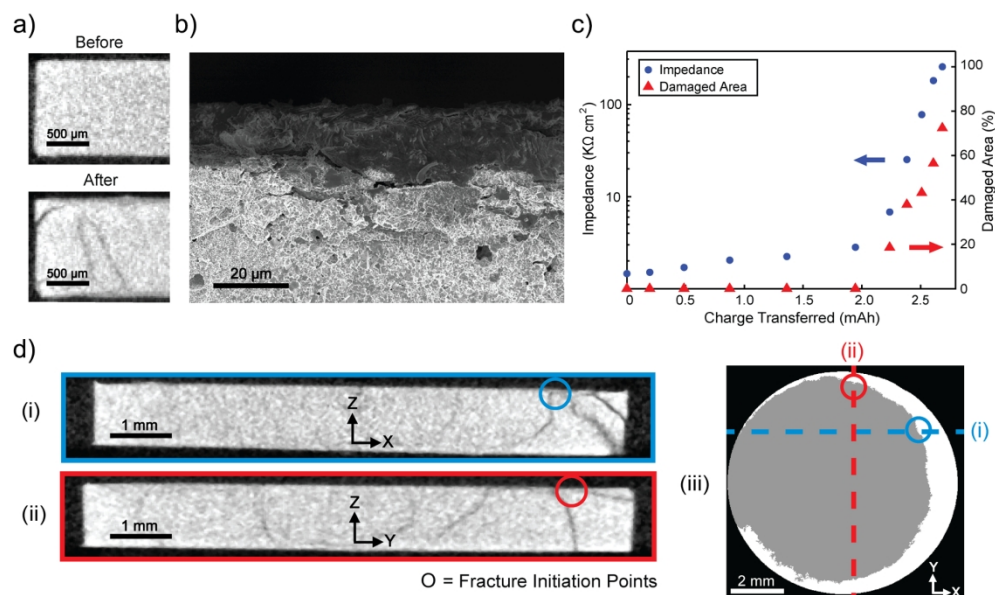 a)
Before
500 µm
After
500 µm
b)
20 µm
c)
Impedance
Damaged Area
Impedance (KΩ cm²)
100
10
Damaged Area (%)
100
80
60
40
20
0
0
0.5
1.0
1.5
2.0
2.5
Charge Transferred (mAh)
d)
(i)
1 mm
Z
X
(ii)
1 mm
Z
Y
O = Fracture Initiation Points
(ii)
(i)
(iii)
2 mm
Y
X